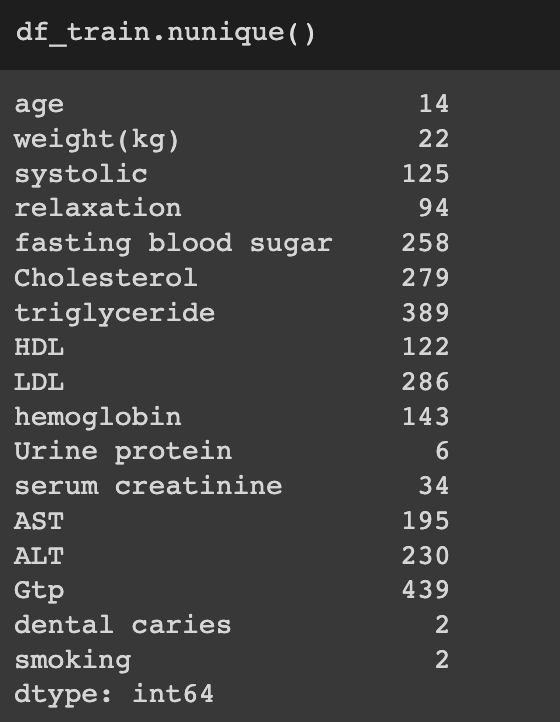 df_train.nunique()
age 14
weight(kg) 22
systolic 125
relaxation 94
fasting blood sugar 258
Cholesterol 279
triglyceride 389
HDL 122
LDL 286
hemoglobin 143
Urine protein 6
serum creatinine 34
AST 195
ALT 230
Gtp 439
dental caries 2
smoking 2
dtype: int64